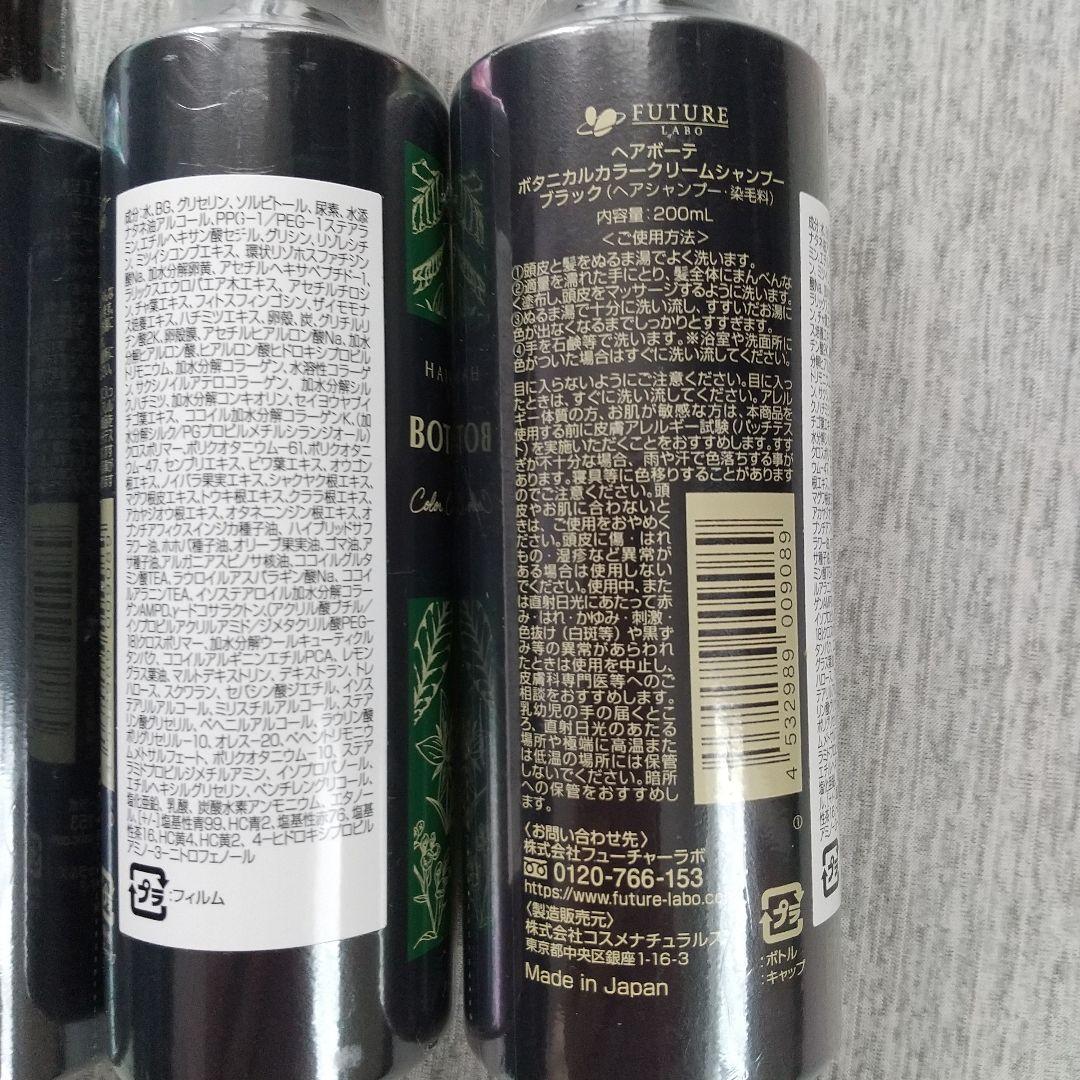 成分:水、BG、グリセリン、ソルビトール、尿素、水添
ナタネ油アルコール、PPG-1/PEG-1ステアラ
ミン、エチルヘキサン酸セチル、グリシン、リゾレシチ
ン、ミツイシコンブエキス、環状リゾホスファチジン
酸Na、加水分解卵黄、アセチルヘキサペプチド-1、
ラリックスエウロパエア木エキス、アセチルチロシ
ン、チャ葉エキス、フィトスフィンゴシン、ザイモモナ
ス培養エキス、ハチミツエキス、卵殻、炭、グリチルリ
チン酸2K、卵殻膜、アセチルヒアルロン酸Na、加水
分解ヒアルロン酸、ヒアルロン酸ヒドロキシプロピル
トリモニウム、加水分解コラーゲン、水溶性コラーゲ
ン、サクシノイルアテロコラーゲン、加水分解シル
ク、ハチミツ、加水分解コンキオリン、セイヨウヤブイ
チゴ葉エキス、ココイル加水分解コラーゲンK、(加
水分解シルク/PGプロピルメチルシランジオール)
クロスポリマー、ポリクオタニウム-61、ポリクオタニ
ウム-47、センブリエキス、ビワ葉エキス、オウゴン
根エキス、ノイバラ果実エキス、シャクヤク根エキス、
マグワ根皮エキス、トウキ根エキス、クララ根エキス、
アカヤジオウ根エキス、オタネニンジン根エキス、オ
プンチアフィクスインジカ種子油、ハイブリッドサフ
ラワー油、ホホバ種子油、オリーブ果実油、ゴマ油、ア
サ種子油、アルガニアスピノサ核油、ココイルグルタ
ミン酸TEA、ラウロイルアスパラギン酸Na、ココイ
ルアラニンTEA、イソステアロイル加水分解コラー
ゲンAMPD、γ-ドコサラクトン、(アクリル酸ブチル/
イソプロピルアクリルアミド/ジメタクリル酸PEG-
18)クロスポリマー、加水分解ウールキューティクル
タンパク、ココイルアルギニンエチルPCA、レモン
グラス葉油、マルトデキストリン、デキストラン、トレ
ハロース、スクワラン、セバシン酸ジエチル、イソス
テアリルアルコール、ミリスチルアルコール、ステア
リン酸グリセリル、ベヘニルアルコール、ラウリン酸
ポリグリセリル-10、オレス-20、ベヘントリモニウ
ムメトサルフェート、ポリクオタニウム-10、ステア
ラミドプロピルジメチルアミン、イソプロパノール、
エチルヘキシルグリセリン、ペンチレングリコール、
塩化亜鉛、乳酸、炭酸水素アンモニウム、エタノー
ル、[+/-]塩基性青99、HC青2、塩基性赤76、塩基
性茶16、HC黄4、HC黄2、4-ヒドロキシプロピル
アミノ-3-ニトロフェノール
プラ :フィルム
FUTURE
LABO
ヘアボーテ
ボタニカルカラークリームシャンプー
ブラック(ヘアシャンプー・染毛料)
内容量:200mL
<ご使用方法>
①頭皮と髪をぬるま湯でよく洗います。
②適量を濡れた手にとり、髪全体にまんべんな
く塗布し、頭皮をマッサージするように洗います。
③ぬるま湯で十分に洗い流し、すすいだお湯に
色が出なくなるまでしっかりとすすぎます。
④手を石鹸等で洗います。※浴室や洗面所に
色がついた場合はすぐに洗い流してください。
目に入らないようにご注意ください。目に入っ
たときは、すぐに洗い流してください。アレル
ギー体質の方、お肌が敏感な方は、本商品を
使用する前に皮膚アレルギー試験(パッチテス
ト)を実施いただくことをおすすめします。すす
ぎが不十分な場合、雨や汗で色落ちする事が
あります。寝具等に色移りすることがあります
のでご注意ください。頭
皮やお肌に合わないと
きは、ご使用をおやめく
ださい。頭皮に傷・はれ
もの・湿疹など異常が
ある場合は使用しない
でください。使用中、また
は直射日光にあたって赤
み・はれ・かゆみ・刺激・
色抜け(白斑等)や黒ず
み等の異常があらわれ
たときは使用を中止し、
皮膚科専門医等へのご
相談をおすすめします。
乳幼児の手の届くとこ
ろ、直射日光のあたる
場所や極端に高温また
は低温の場所には保管
しないでください。暗所
への保管をおすすめし
ます。
4 532989 009089
①
〈お問い合わせ先〉
株式会社フューチャーラボ
0120-766-153
https://www.future-labo.co
〈製造販売元〉
株式会社コスメナチュラルズ
東京都中央区銀座1-16-3
Made in Japan
プラ
:ボトル
:キャップ
BOT
Color